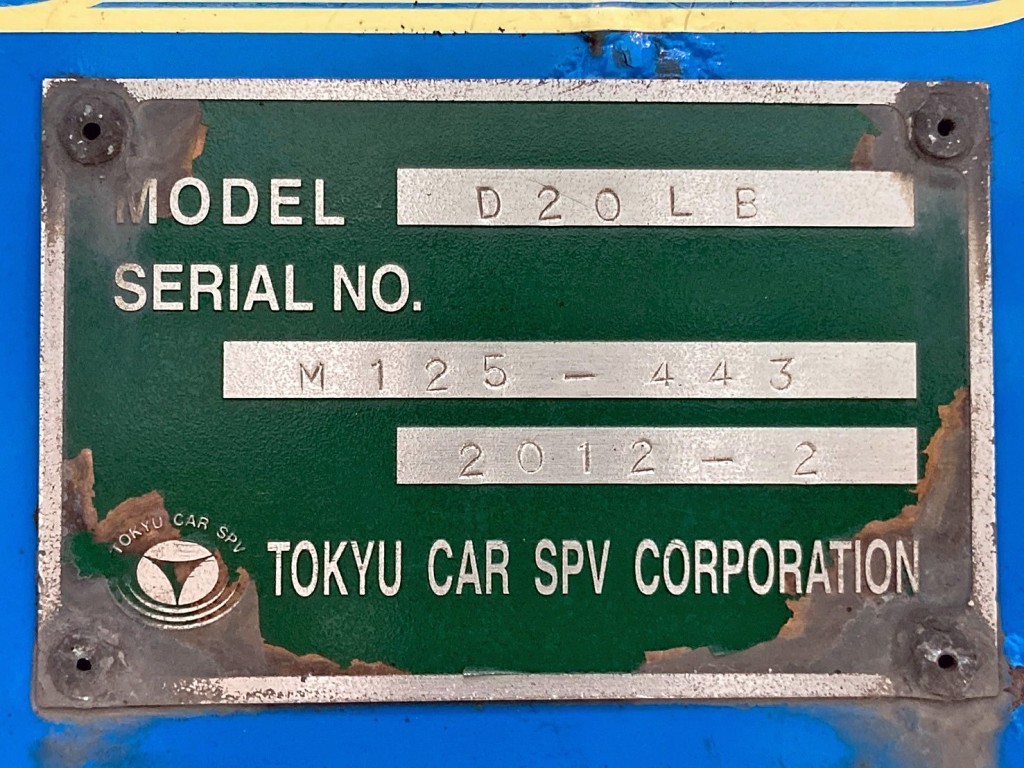 MODEL D20LB
SERIAL NO.
M125-443
2012-2
TOKYU CAR SPV
TOKYU CAR SPV CORPORATION